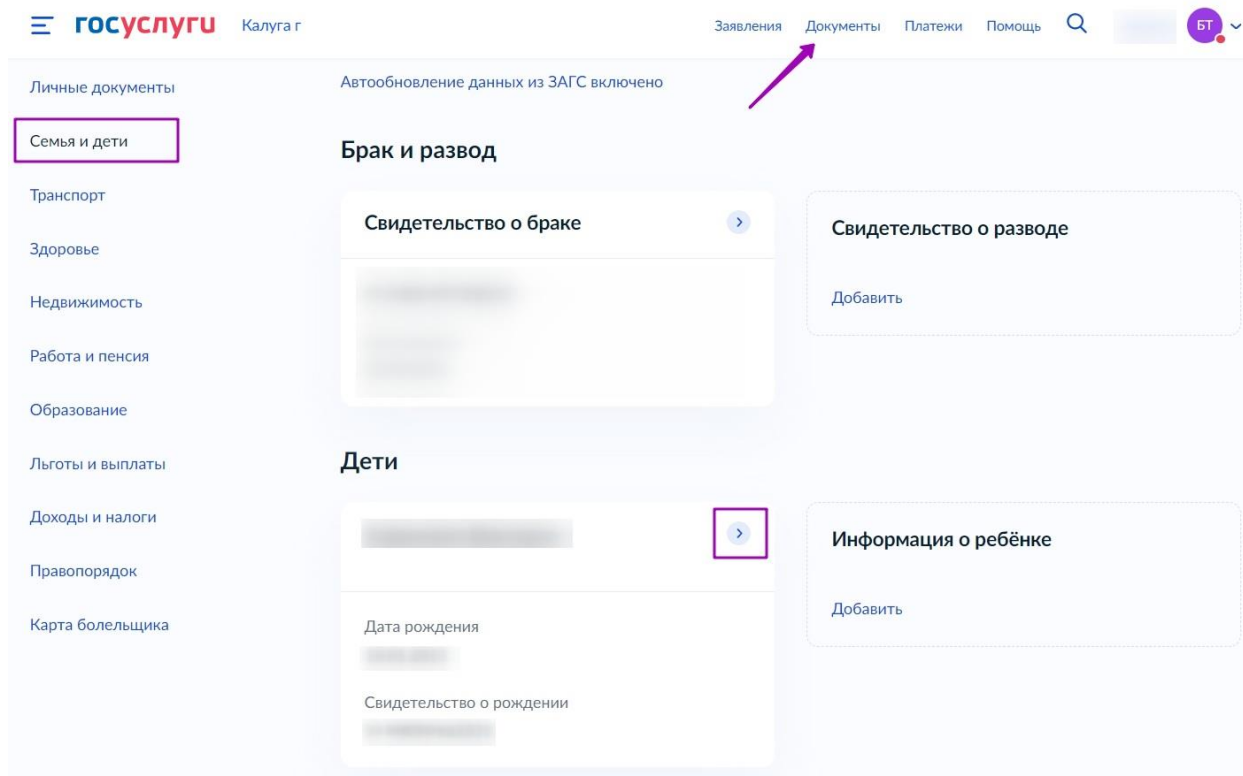 госуслуги Калуга г Заявления Документы Платежи Помощь БТ
Личные документы
Семья и дети
Транспорт
Здоровье
Недвижимость
Работа и пенсия
Образование
Льготы и выплаты
Доходы и налоги
Правопорядок
Карта болельщика
Автообновление данных из ЗАГС включено
Брак и развод
Свидетельство о браке
Свидетельство о разводе
Добавить
Дети
Дата рождения
Свидетельство о рождении
Информация о ребёнке
Добавить